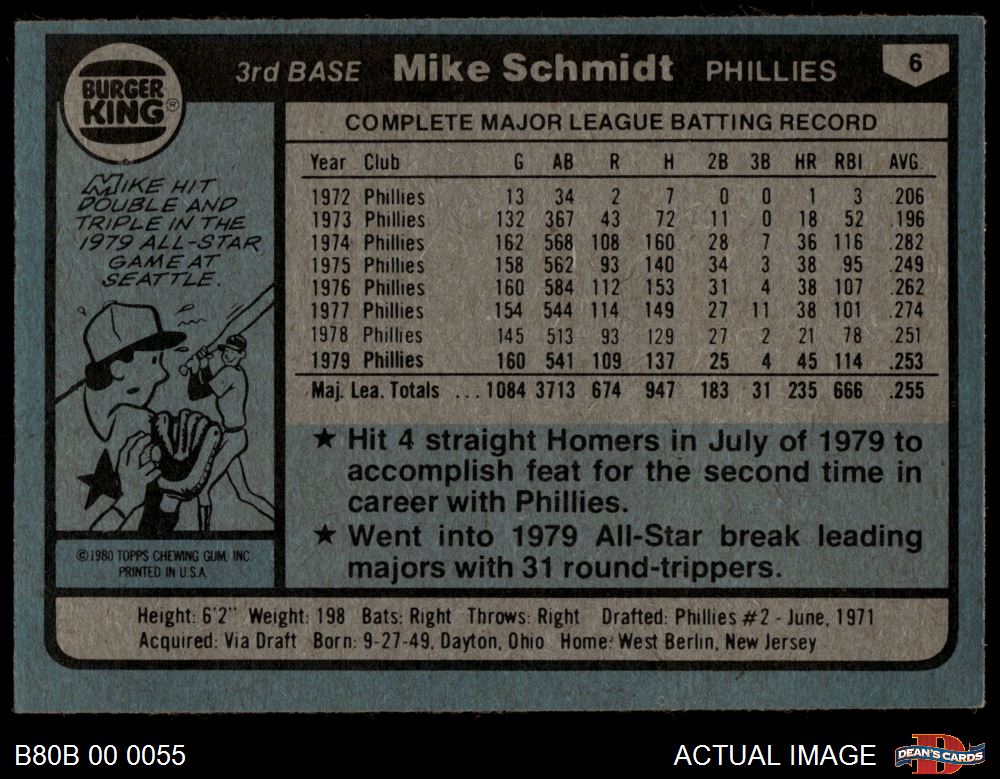 BURGER
KING®
3rd BASE Mike Schmidt PHILLIES 6
MIKE HIT
DOUBLE AND
TRIPLE IN THE
1979 ALL-STAR
GAME AT
SEATTLE.
©1980 TOPPS CHEWING GUM, INC.
PRINTED IN U.S.A.
COMPLETE MAJOR LEAGUE BATTING RECORD
Year Club G AB R H 2B 3B HR RBI AVG.
1972 Phillies 13 34 2 7 0 0 1 3 .206
1973 Phillies 132 367 43 72 11 0 18 52 .196
1974 Phillies 162 568 108 160 28 7 36 116 .282
1975 Phillies 158 562 93 140 34 3 38 95 .249
1976 Phillies 160 584 112 153 31 4 38 107 .262
1977 Phillies 154 544 114 149 27 11 38 101 .274
1978 Phillies 145 513 93 129 27 2 21 78 .251
1979 Phillies 160 541 109 137 25 4 45 114 .253
Maj. Lea. Totals ... 1084 3713 674 947 183 31 235 666 .255
★ Hit 4 straight Homers in July of 1979 to
accomplish feat for the second time in
career with Phillies.
★ Went into 1979 All-Star break leading
majors with 31 round-trippers.
Height: 6'2" Weight: 198 Bats: Right Throws: Right Drafted: Phillies #2 - June, 1971
Acquired: Via Draft Born: 9-27-49, Dayton, Ohio Home: West Berlin, New Jersey
B80B 00 0055 ACTUAL IMAGE DEAN'S CARDS